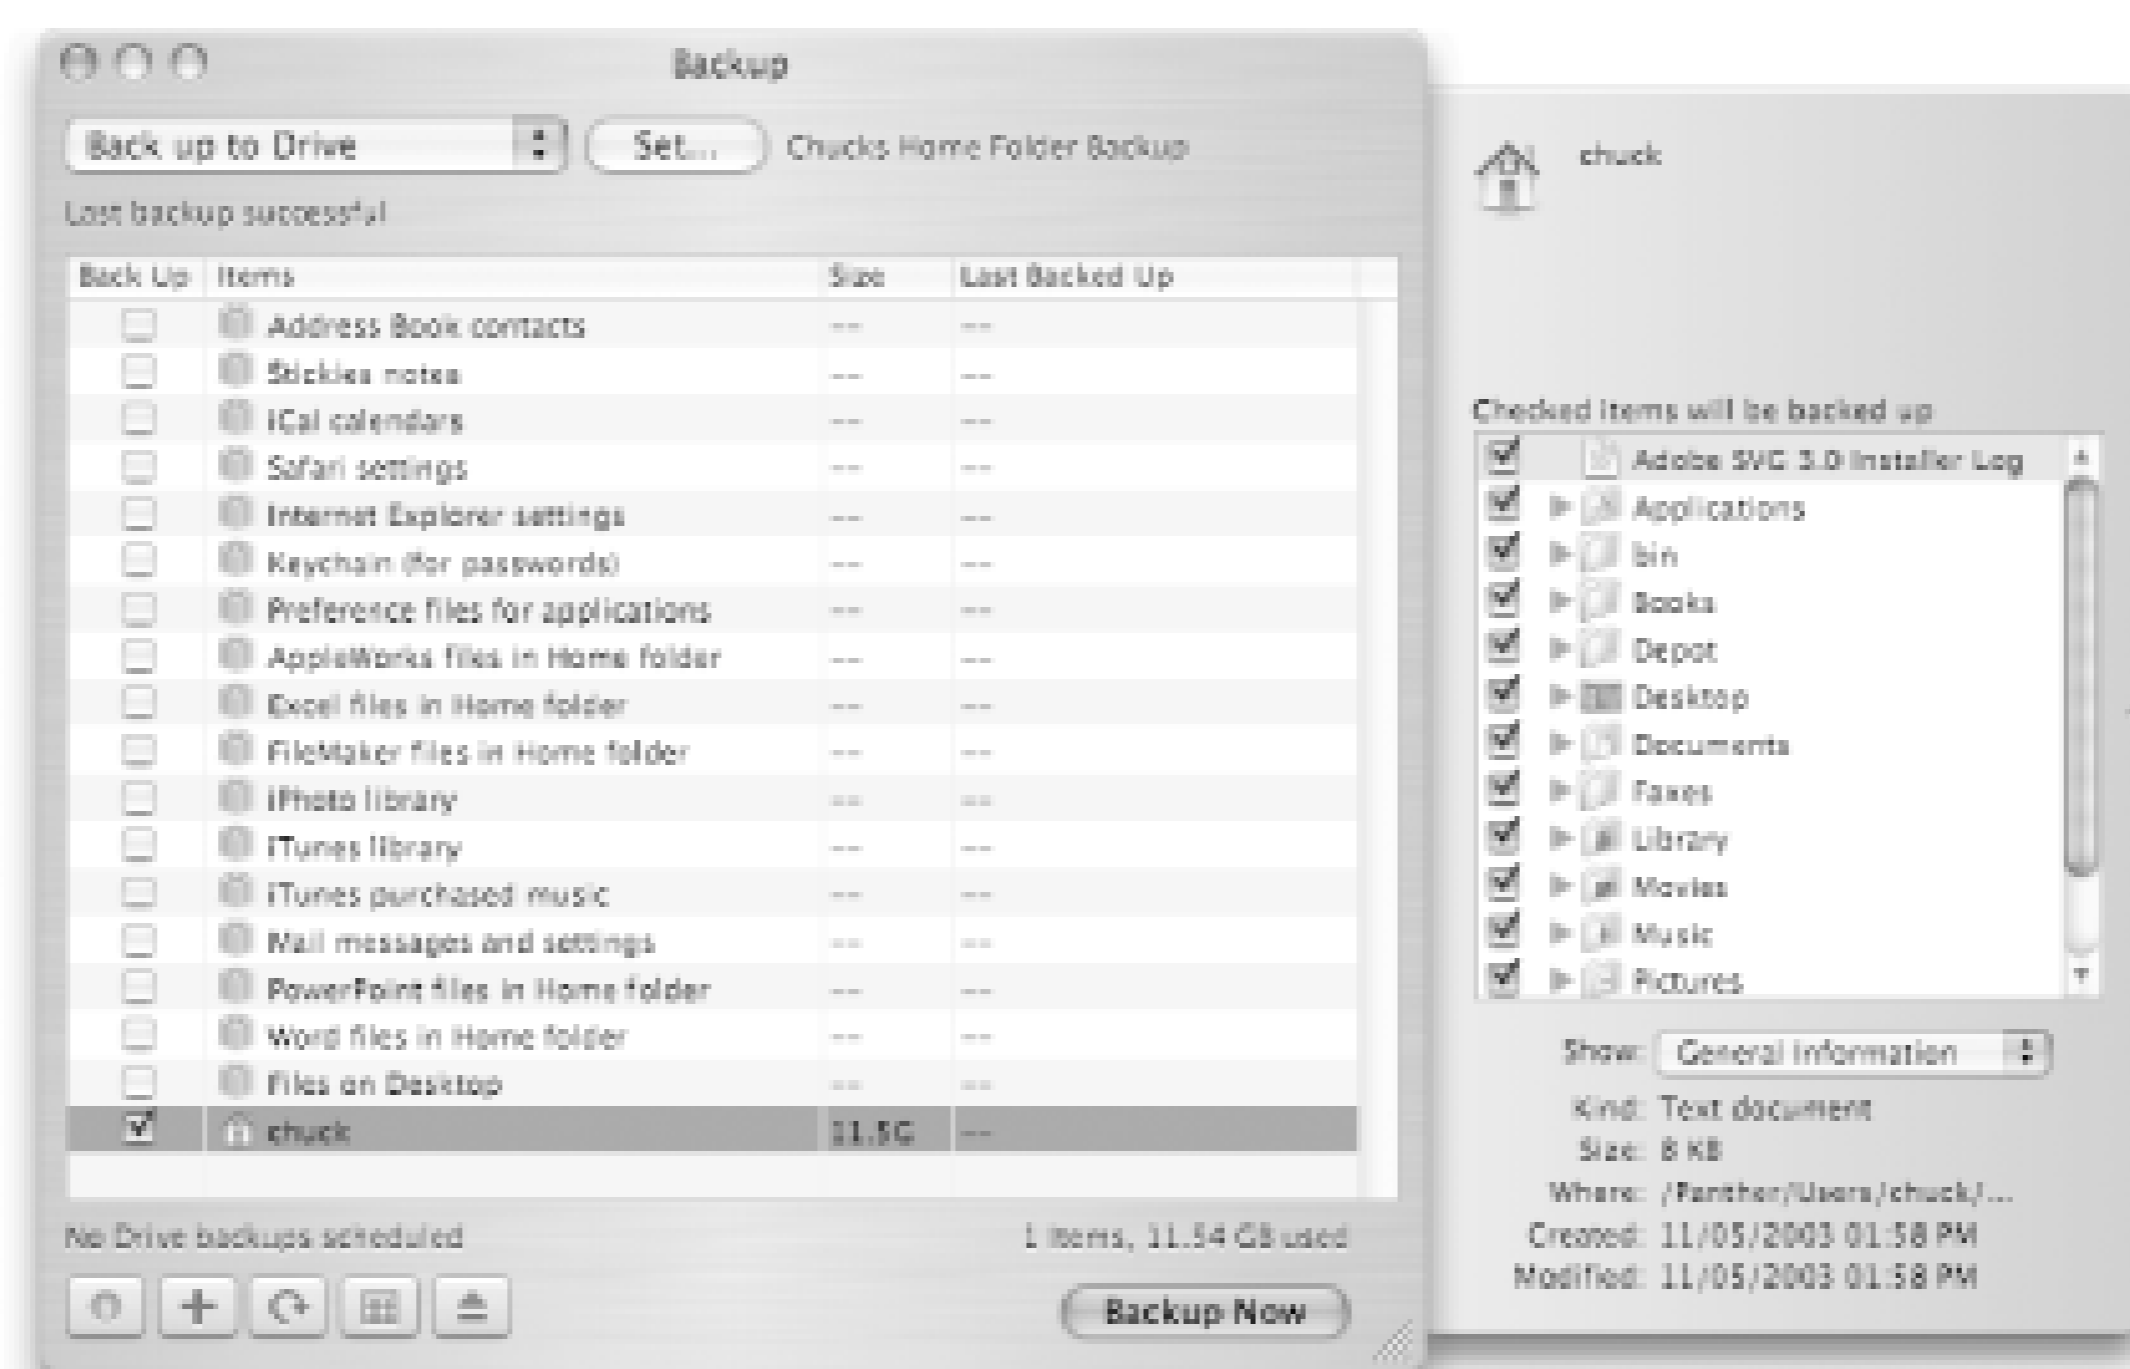 Backup
Back up to Drive
Set...
Chucks Home Folder Backup
Last backup successful
Back Up Items Size Last Backed Up
Address Book contacts -- --
Stickies notes -- --
iCal calendars -- --
Safari settings -- --
Internet Explorer settings -- --
Keychain (for passwords) -- --
Preference files for applications -- --
AppleWorks files in Home folder -- --
Excel files in Home folder -- --
FileMaker files in Home folder -- --
iPhoto library -- --
iTunes library -- --
iTunes purchased music -- --
Mail messages and settings -- --
PowerPoint files in Home folder -- --
Word files in Home folder -- --
Files on Desktop -- --
chuck 11.5G --
No Drive backups scheduled
1 items, 11.54 GB used
Backup Now
chuck
Checked items will be backed up
Adobe SVG 3.0 Installer Log
Applications
bin
Books
Depot
Desktop
Documents
Faxes
Library
Movies
Music
Pictures
Show: General Information
Kind: Text document
Size: 8 KB
Where: /Panther/Users/chuck/...
Created: 11/05/2003 01:58 PM
Modified: 11/05/2003 01:58 PM